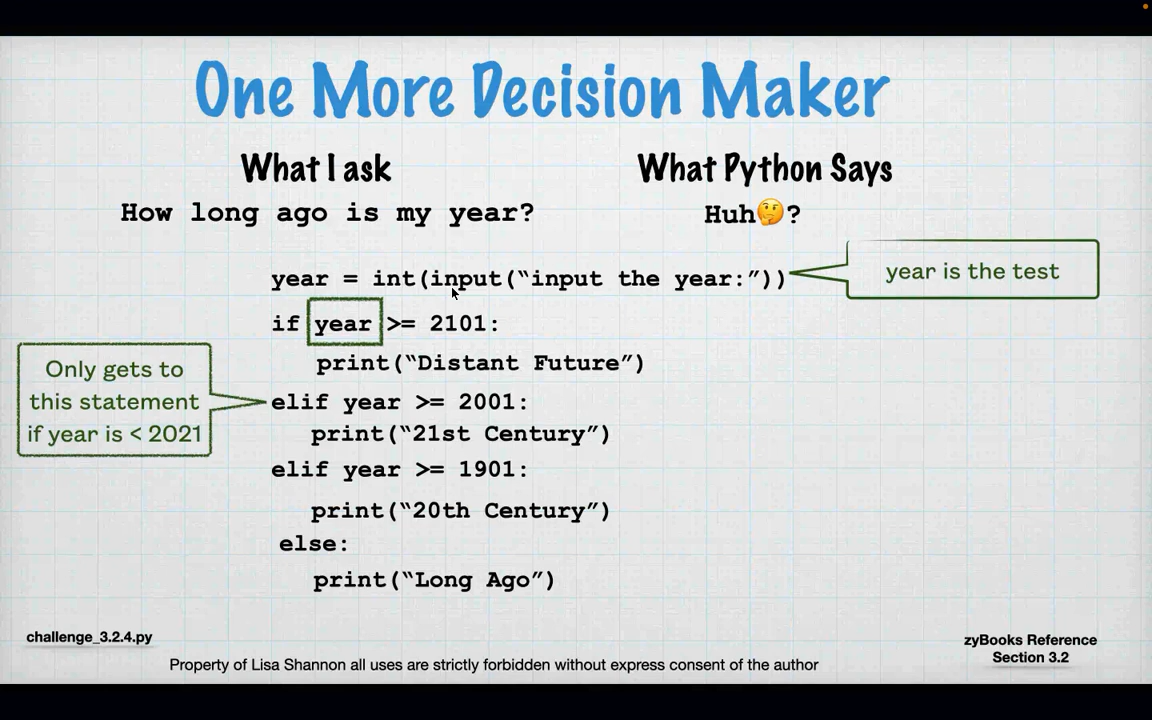 One More Decision Maker
What I ask
What Python Says
How long ago is my year?
Huh🤔?
year = int(input(“input the year:”))
year is the test
if year >= 2101:
print(“Distant Future”)
Only gets to
this statement
if year is < 2021
elif year >= 2001:
print(“21st Century”)
elif year >= 1901:
print(“20th Century”)
else:
print(“Long Ago”)
challenge_3.2.4.py
zyBooks Reference
Section 3.2
Property of Lisa Shannon all uses are strictly forbidden without express consent of the author